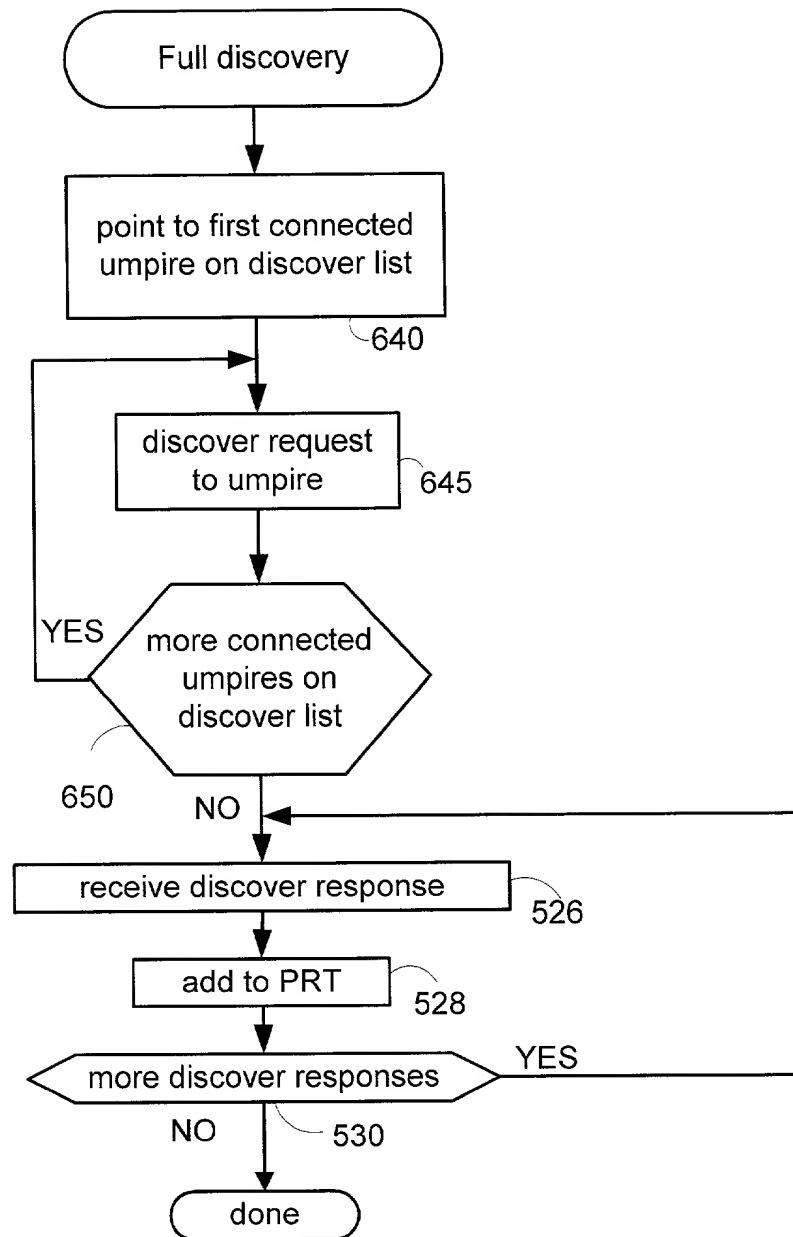 Full discovery
point to first connected
umpire on discover list
640
discover request
to umpire
645
YES
more connected
umpires on
discover list
650
NO
receive discover response
526
add to PRT
528
more discover responses
YES
NO
530
done